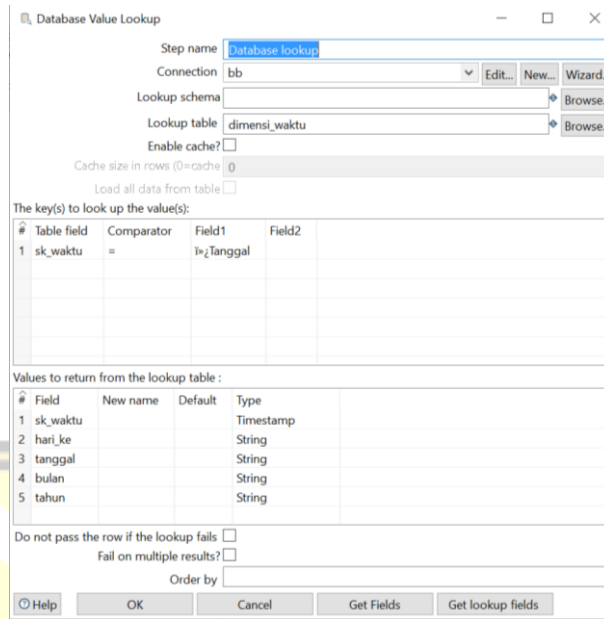 Database Value Lookup
Step name Database lookup
Connection bb Edit... New... Wizard.
Lookup schema Browse.
Lookup table dimensi_waktu Browse.
Enable cache?
Cache size in rows (0=cache 0
Load all data from table
The key(s) to look up the value(s):
# Table field Comparator Field1 Field2
1 sk_waktu = ï»¿Tanggal
Values to return from the lookup table :
# Field New name Default Type
1 sk_waktu Timestamp
2 hari_ke String
3 tanggal String
4 bulan String
5 tahun String
Do not pass the row if the lookup fails
Fail on multiple results?
Order by
Help OK Cancel Get Fields Get lookup fields